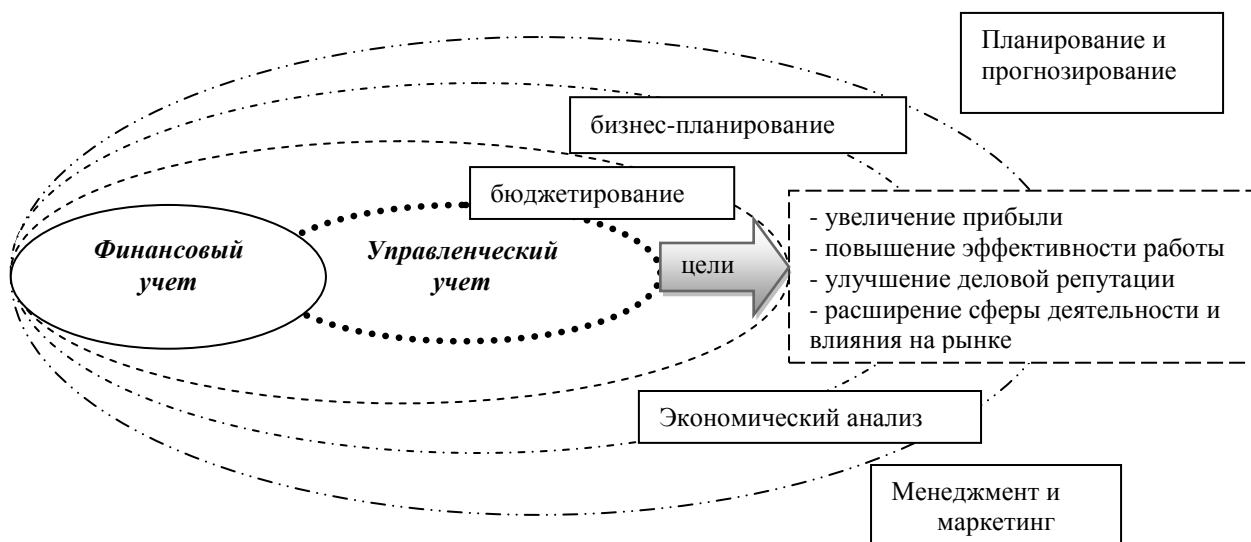 Планирование и
прогнозирование
бизнес-планирование
бюджетирование
Финансовый
учет
Управленческий
учет
цели
- увеличение прибыли
- повышение эффективности работы
- улучшение деловой репутации
- расширение сферы деятельности и
влияния на рынке
Экономический анализ
Менеджмент и
маркетинг